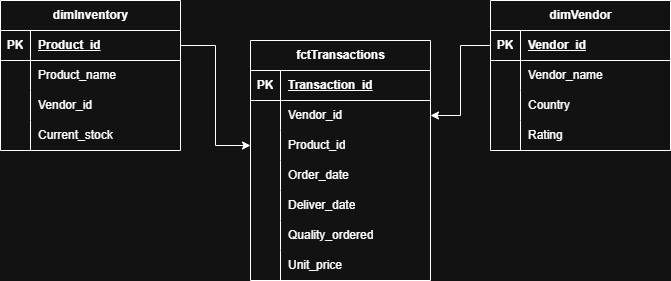 dimInventory
PK Product_id
Product_name
Vendor_id
Current_stock
fctTransactions
PK Transaction_id
Vendor_id
Product_id
Order_date
Deliver_date
Quality_ordered
Unit_price
dimVendor
PK Vendor_id
Vendor_name
Country
Rating